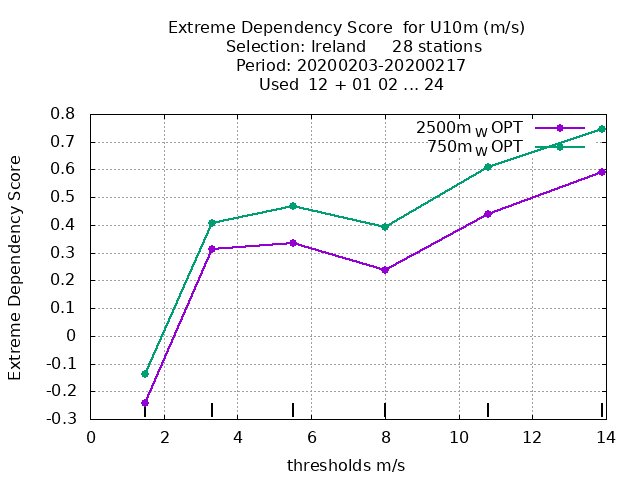 Extreme Dependency Score  for U10m (m/s)
Selection: Ireland     28 stations
Period: 20200203-20200217
Used  12 + 01 02 ... 24
2500m W OPT
750m W OPT
Extreme Dependency Score
0.8
0.7
0.6
0.5
0.4
0.3
0.2
0.1
0
-0.1
-0.2
-0.3
0 2 4 6 8 10 12 14
thresholds m/s